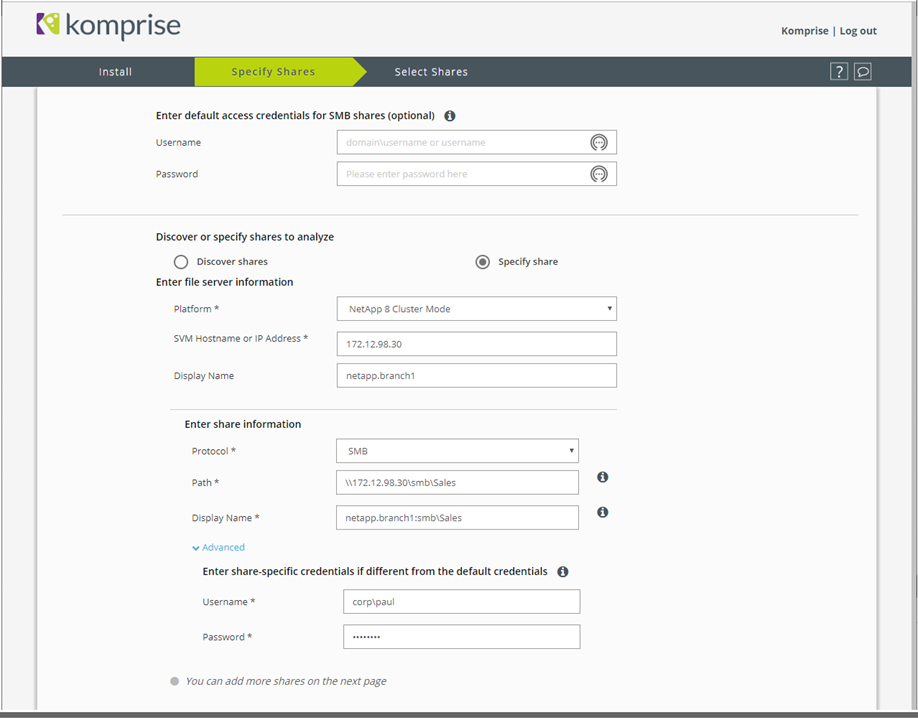 komprise
Komprise | Log out
Install
Specify Shares
Select Shares
?
Enter default access credentials for SMB shares (optional)
Username
domain\username or username
Password
Please enter password here
Discover or specify shares to analyze
Discover shares
Specify share
Enter file server information
Platform *
NetApp 8 Cluster Mode
SVM Hostname or IP Address *
172.12.98.30
Display Name
netapp.branch1
Enter share information
Protocol *
SMB
Path *
\\172.12.98.30\smb\Sales
Display Name *
netapp.branch1:smb\Sales
Advanced
Enter share-specific credentials if different from the default credentials
Username *
corp\paul
Password *
••••••••
You can add more shares on the next page